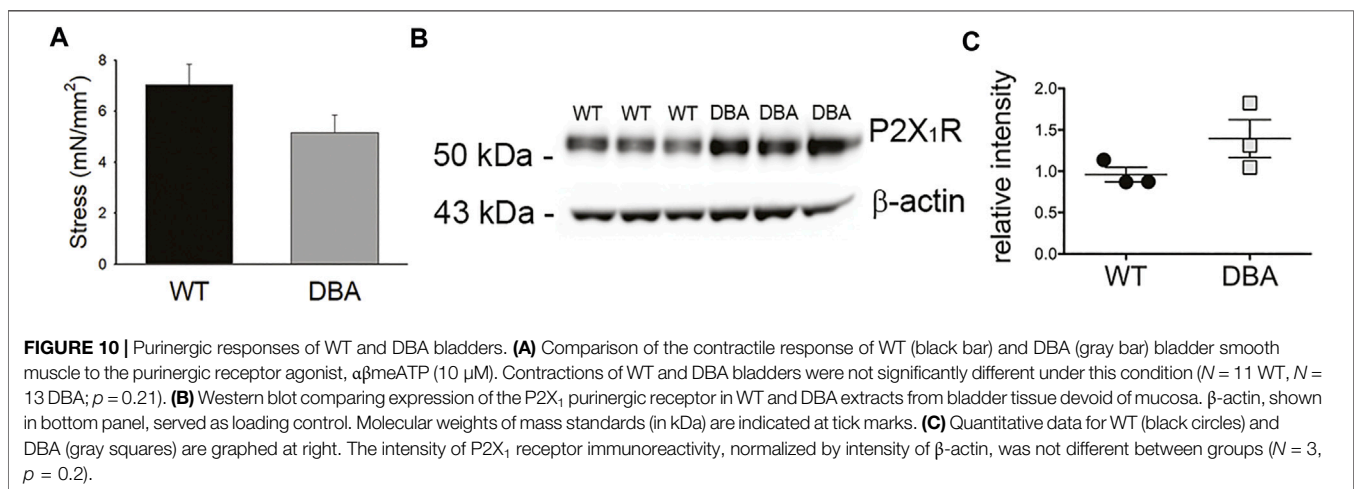 A
B
C
8
6
4
2
0
Stress (mN/mm²)
WT
DBA
WT WT WT DBA DBA DBA
P2X₁R
50 kDa -
43 kDa -
β-actin
2.0
1.5
1.0
0.5
0.0
relative intensity
WT
DBA
FIGURE 10 | Purinergic responses of WT and DBA bladders. (A) Comparison of the contractile response of WT (black bar) and DBA (gray bar) bladder smooth
muscle to the purinergic receptor agonist, αβmeATP (10 µM). Contractions of WT and DBA bladders were not significantly different under this condition (N = 11 WT, N =
13 DBA; p = 0.21). (B) Western blot comparing expression of the P2X₁ purinergic receptor in WT and DBA extracts from bladder tissue devoid of mucosa. β-actin, shown
in bottom panel, served as loading control. Molecular weights of mass standards (in kDa) are indicated at tick marks. (C) Quantitative data for WT (black circles) and
DBA (gray squares) are graphed at right. The intensity of P2X₁ receptor immunoreactivity, normalized by intensity of β-actin, was not different between groups (N = 3,
p = 0.2).